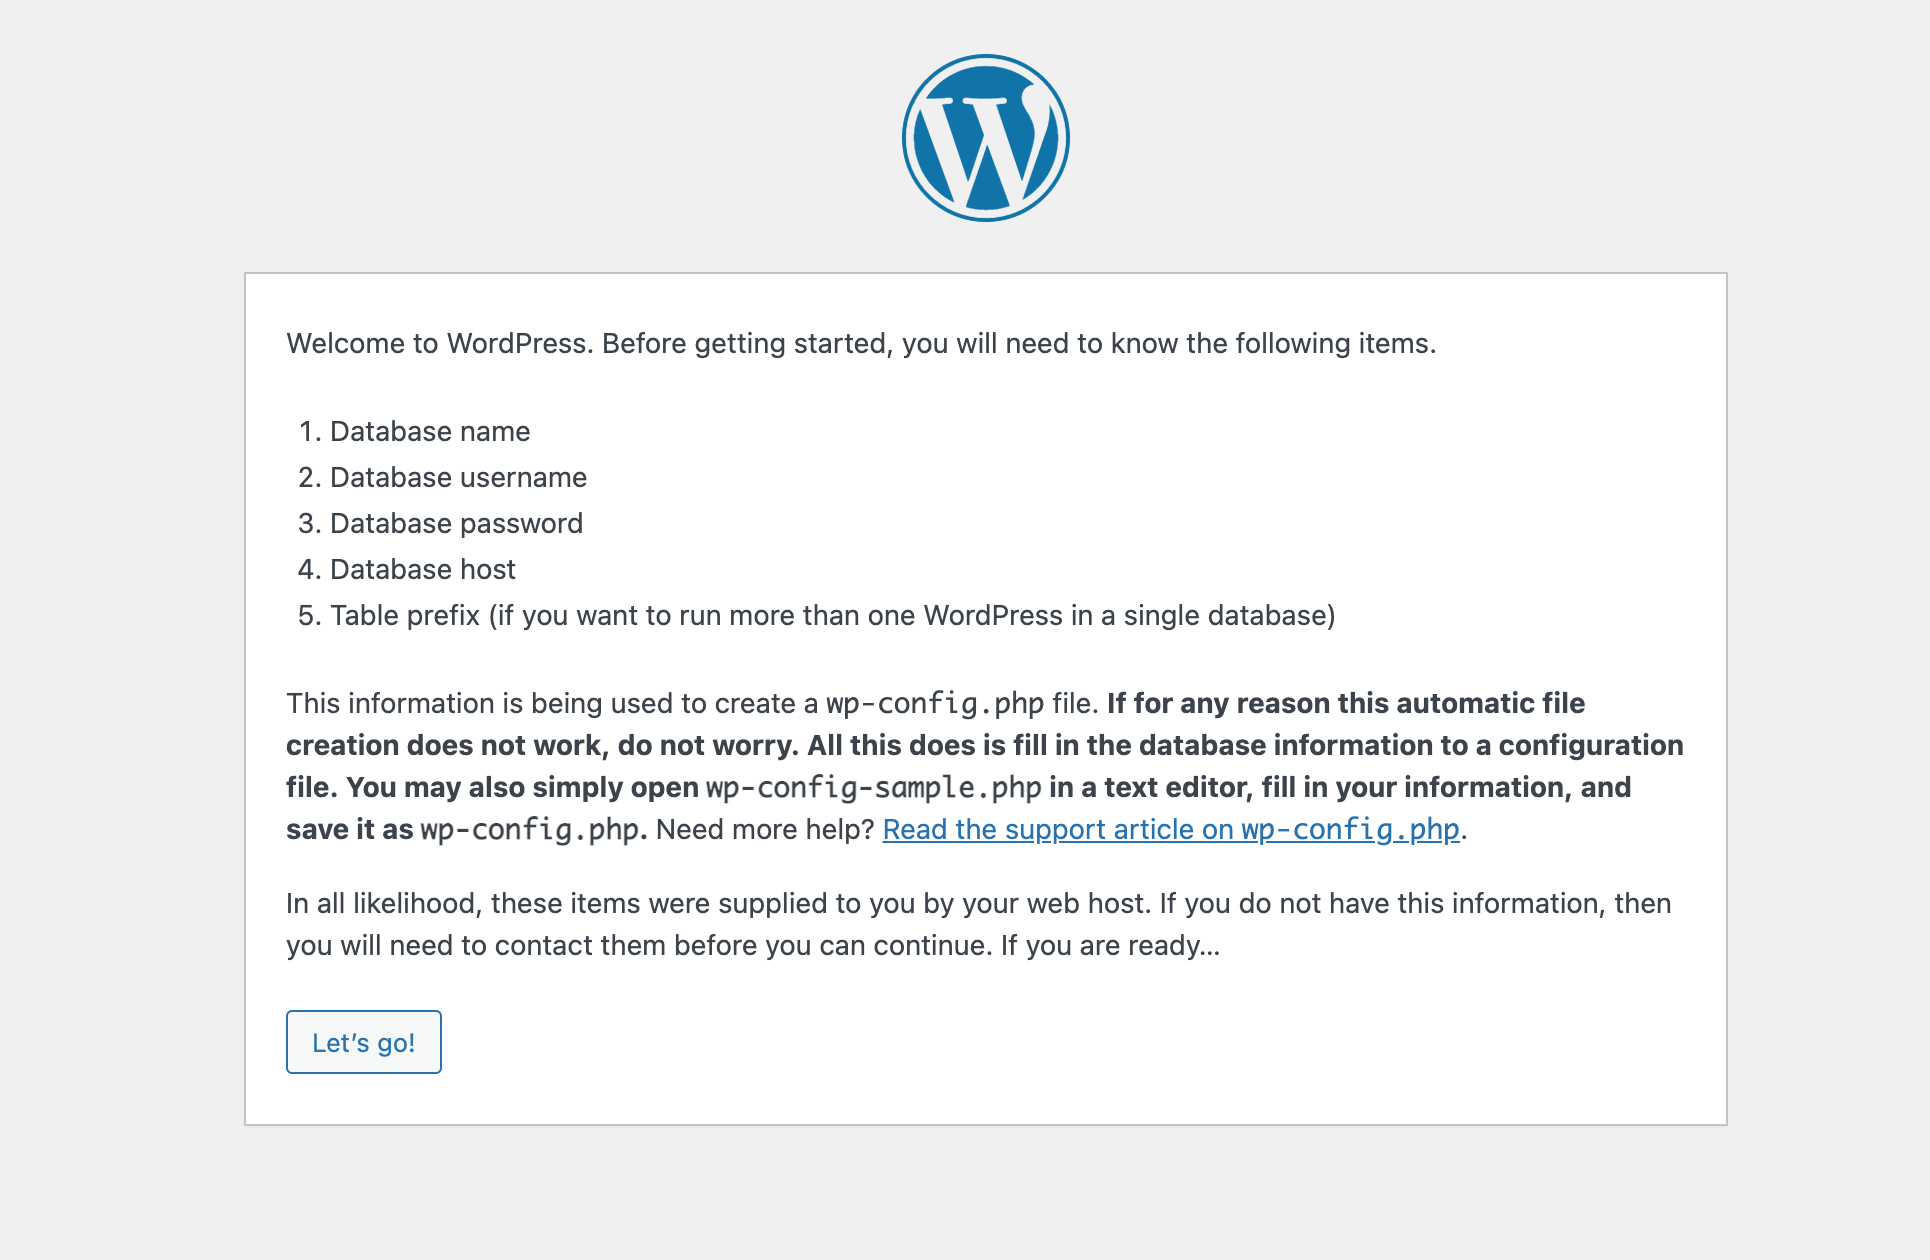 Welcome to WordPress. Before getting started, you will need to know the following items.
1. Database name
2. Database username
3. Database password
4. Database host
5. Table prefix (if you want to run more than one WordPress in a single database)
This information is being used to create a wp-config.php file. If for any reason this automatic file
creation does not work, do not worry. All this does is fill in the database information to a configuration
file. You may also simply open wp-config-sample.php in a text editor, fill in your information, and
save it as wp-config.php. Need more help? Read the support article on wp-config.php.
In all likelihood, these items were supplied to you by your web host. If you do not have this information, then
you will need to contact them before you can continue. If you are ready…
Let’s go!